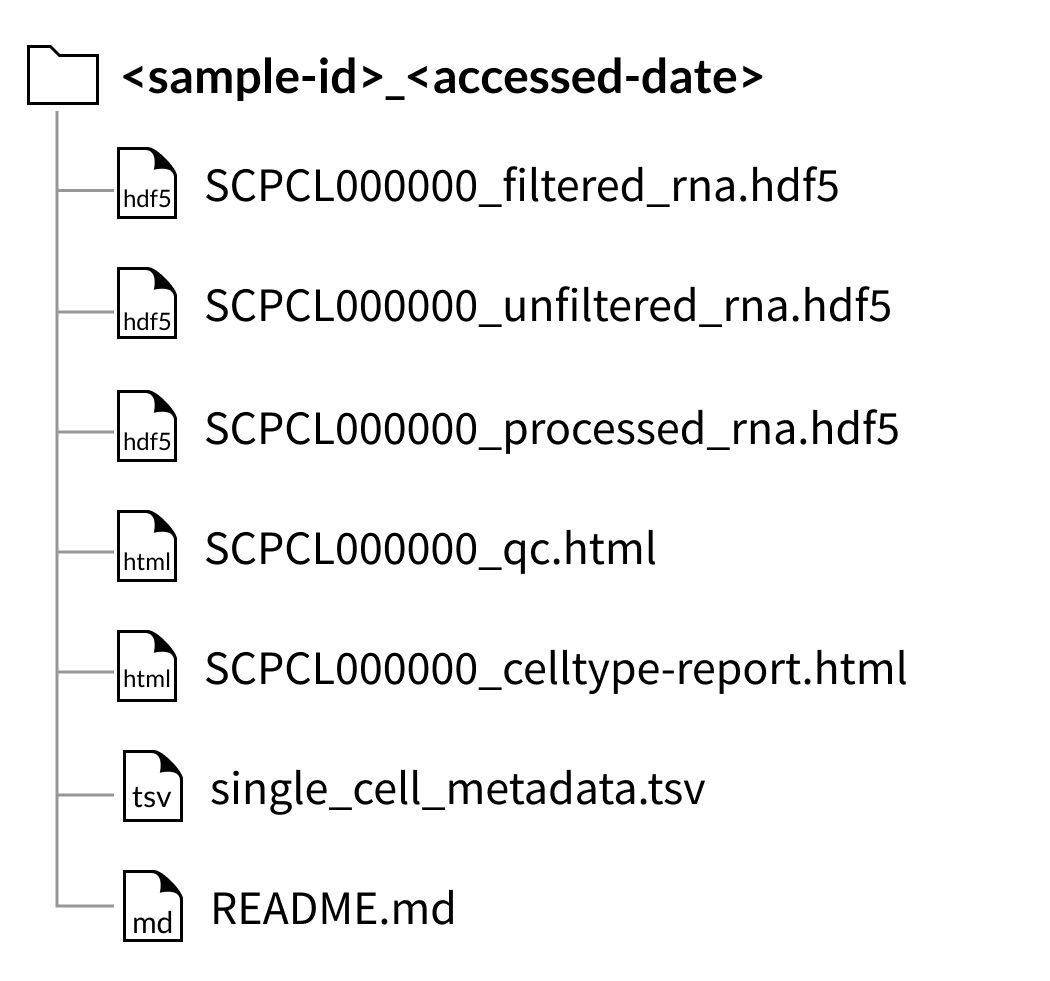 <sample-id>_<accessed-date>
hdf5 SCPCL000000_filtered_rna.hdf5
hdf5 SCPCL000000_unfiltered_rna.hdf5
hdf5 SCPCL000000_processed_rna.hdf5
html SCPCL000000_qc.html
html SCPCL000000_celltype-report.html
tsv single_cell_metadata.tsv
md README.md